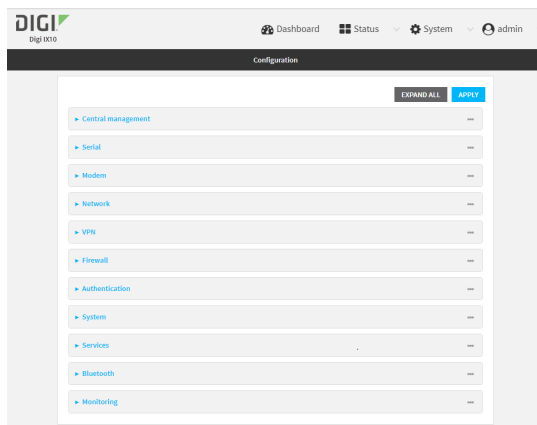 DIGI
Digi IX10
Dashboard Status System admin
Configuration
EXPAND ALL APPLY
Central management
Serial
Modem
Network
VPN
Firewall
Authentication
System
Services
Bluetooth
Monitoring